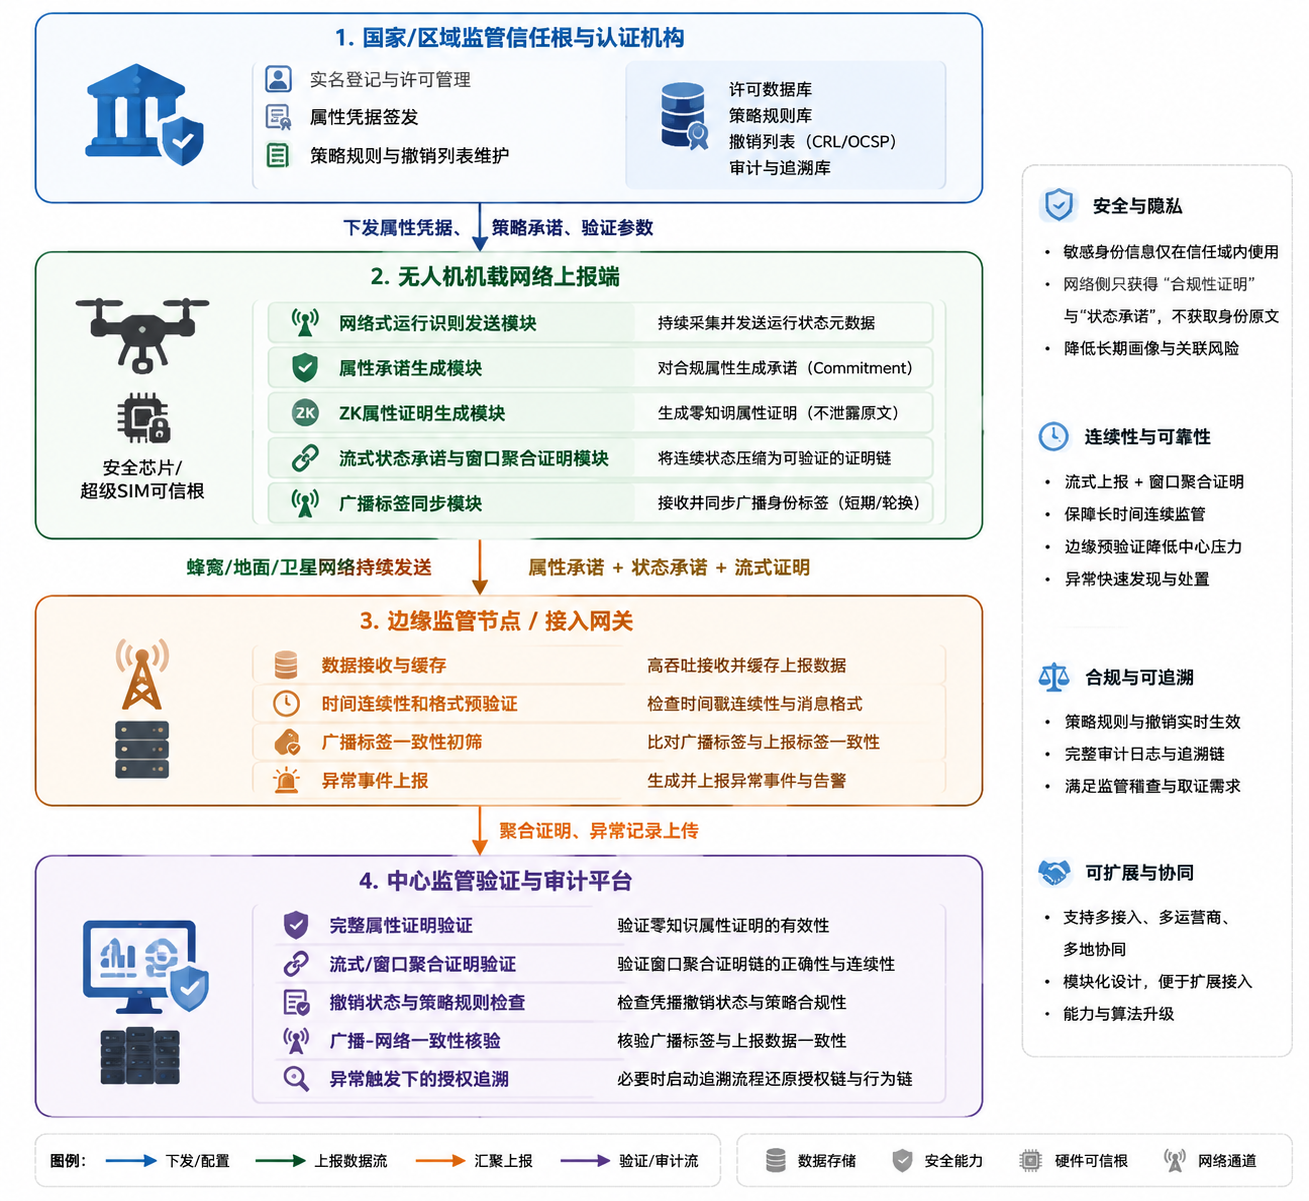 1. 国家/区域监管信任根与认证机构
实名登记与许可管理
属性凭据签发
策略规则与撤销列表维护
许可数据库
策略规则库
撤销列表（CRL/OCSP）
审计与追溯库
下发属性凭据、 策略承诺、验证参数
2. 无人机机载网络上报端
安全芯片/
超级SIM可信根
网络式运行识则发送模块 持续采集并发送运行状态元数据
属性承诺生成模块 对合规属性生成承诺（Commitment）
ZK ZK属性证明生成模块 生成零知识属性证明（不泄露原文）
流式状态承诺与窗口聚合证明模块 将连续状态压缩为可验证的证明链
广播标签同步模块 接收并同步广播身份标签（短期/轮换）
蜂窝/地面/卫星网络持续发送 属性承诺 + 状态承诺 + 流式证明
3. 边缘监管节点 / 接入网关
数据接收与缓存 高吞吐接收并缓存上报数据
时间连续性和格式预验证 检查时间戳连续性与消息格式
广播标签一致性初筛 比对广播标签与上报标签一致性
异常事件上报 生成并上报异常事件与告警
聚合证明、异常记录上传
4. 中心监管验证与审计平台
完整属性证明验证 验证零知识属性证明的有效性
流式/窗口聚合证明验证 验证窗口聚合证明链的正确性与连续性
撤销状态与策略规则检查 检查凭播撤销状态与策略合规性
广播–网络一致性核验 核验广播标签与上报数据一致性
异常触发下的授权追溯 必要时启动追溯流程还原授权链与行为链
安全与隐私
• 敏感身份信息仅在信任域内使用
• 网络侧只获得 “合规性证明”
与“状态承诺”，不获取身份原文
• 降低长期画像与关联风险
连续性与可靠性
• 流式上报 + 窗口聚合证明
• 保障长时间连续监管
• 边缘预验证降低中心压力
• 异常快速发现与处置
合规与可追溯
• 策略规则与撤销实时生效
• 完整审计日志与追溯链
• 满足监管稽查与取证需求
可扩展与协同
• 支持多接入、多运营商、
多地协同
• 模块化设计，便于扩展接入
• 能力与算法升级
图例： 下发/配置 上报数据流 汇聚上报 验证/审计流
数据存储 安全能力 硬件可信根 网络通道